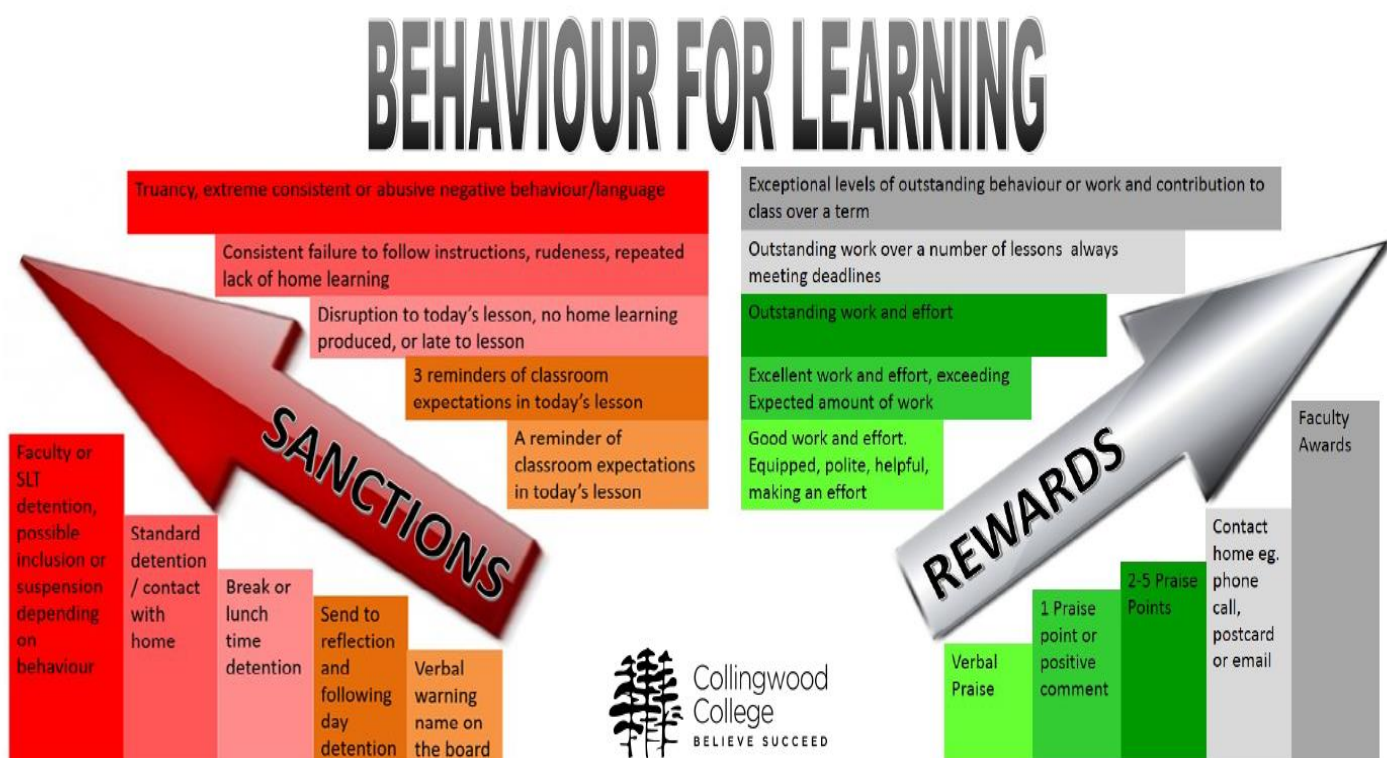 BEHAVIOUR FOR LEARNING
Truancy, extreme consistent or abusive negative behaviour/language
Consistent failure to follow instructions, rudeness, repeated
lack of home learning
Disruption to today's lesson, no home learning
produced, or late to lesson
3 reminders of classroom
expectations in today's lesson
A reminder of
classroom expectations
in today's lesson
SANCTIONS
Faculty or
SLT
detention,
possible
inclusion or
suspension
depending
on
behaviour
Standard
detention
/ contact
with
home
Break or
lunch
time
detention
Send to
reflection
and
following
day
detention
Verbal
warning
name on
the board
Exceptional levels of outstanding behaviour or work and contribution to
class over a term
Outstanding work over a number of lessons always
meeting deadlines
Outstanding work and effort
Excellent work and effort, exceeding
Expected amount of work
Good work and effort.
Equipped, polite, helpful,
making an effort
REWARDS
Verbal
Praise
1 Praise
point or
positive
comment
2-5 Praise
Points
Contact
home eg.
phone
call,
postcard
or email
Faculty
Awards
Collingwood
College
BELIEVE SUCCEED